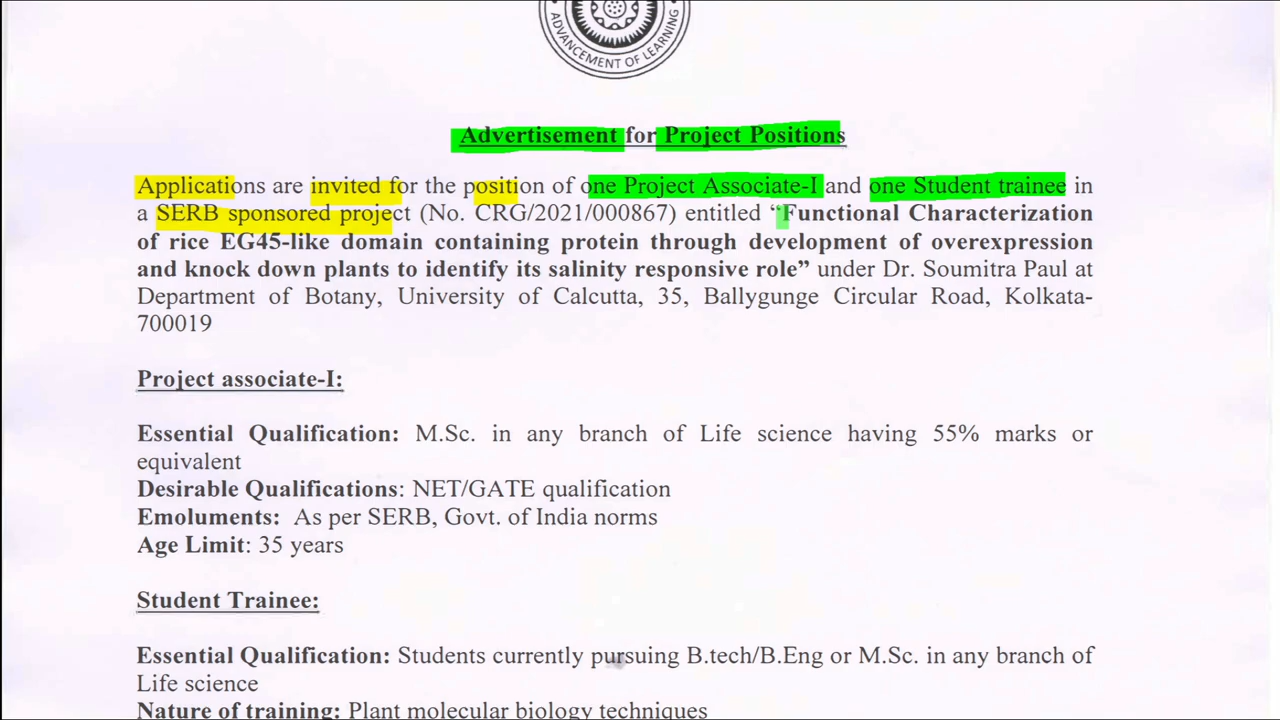 ADVANCEMENT OF LEARNING
Advertisement for Project Positions
Applications are invited for the position of one Project Associate-I and one Student trainee in
a SERB sponsored project (No. CRG/2021/000867) entitled “Functional Characterization
of rice EG45-like domain containing protein through development of overexpression
and knock down plants to identify its salinity responsive role” under Dr. Soumitra Paul at
Department of Botany, University of Calcutta, 35, Ballygunge Circular Road, Kolkata-
700019
Project associate-I:
Essential Qualification: M.Sc. in any branch of Life science having 55% marks or
equivalent
Desirable Qualifications: NET/GATE qualification
Emoluments: As per SERB, Govt. of India norms
Age Limit: 35 years
Student Trainee:
Essential Qualification: Students currently pursuing B.tech/B.Eng or M.Sc. in any branch of
Life science
Nature of training: Plant molecular biology techniques